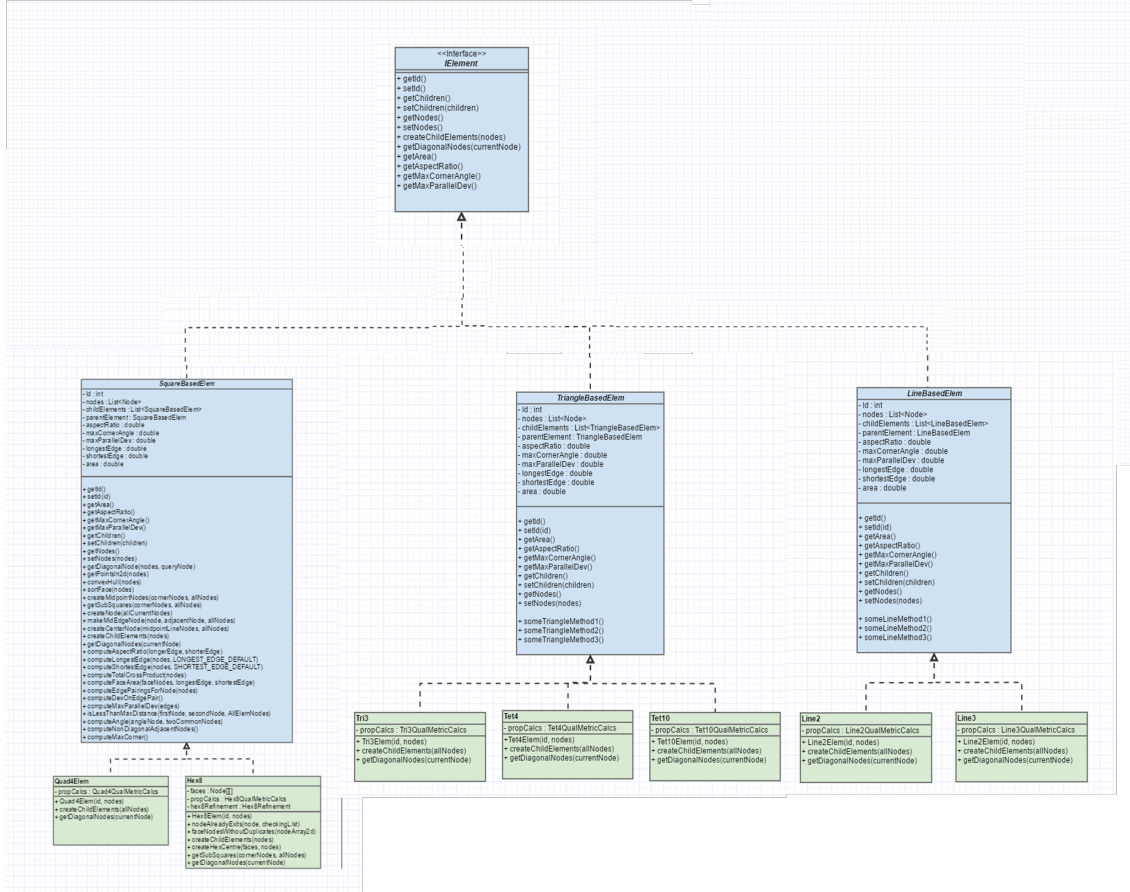 <<Interface>>
IElement
+ getId()
+ setId()
+ getChildren()
+ setChildren(children)
+ getNodes()
+ setNodes()
+ createChildElements(nodes)
+ getDiagonalNodes(currentNode)
+ getArea()
+ getAspectRatio()
+ getMaxCornerAngle()
+ getMaxParallelDev()
SquareBasedElem
- Id : int
- nodes : List<Node>
- childElements : List<SquareBasedElem>
- parentElement : SquareBasedElem
- aspectRatio : double
- maxCornerAngle : double
- maxParallelDev : double
- longestEdge : double
- shortestEdge : double
- area : double
+ getId()
+ setId(id)
+ getArea()
+ getAspectRatio()
+ getMaxCornerAngle()
+ getMaxParallelDev()
+ getChildren()
+ setChildren(children)
+ getNodes()
+ setNodes(nodes)
+ getDiagonalNode(nodes, queryNode)
+ getPointsIn2d(nodes)
+ convexHull(nodes)
+ sortFace(nodes)
+ createMidpointNodes(cornerNodes, allNodes)
+ getSubSquares(cornerNodes, allNodes)
+ createNode(allCurrentNodes)
+ makeMidEdgeNode(node, adjacentNode, allNodes)
+ createCenterNode(midpointLineNodes, allNodes)
+ createChildElements(nodes)
+ getDiagonalNodes(currentNode)
+ computeAspectRatio(longerEdge, shorterEdge)
+ computeLongestEdge(nodes, LONGEST_EDGE_DEFAULT)
+ computeShortestEdge(nodes, SHORTEST_EDGE_DEFAULT)
+ computeTotalCrossProduct(nodes)
+ computeFaceArea(faceNodes, longestEdge, shortestEdge)
+ computeEdgePairingsForNode(nodes)
+ computeDevOnEdgePair()
+ computeMaxParallelDev(edges)
+ isLessThanMaxDistance(firstNode, secondNode, AllElemNodes)
+ computeAngle(angleNode, twoCommonNodes)
+ computeNonDiagonalAdjacentNodes()
+ computeMaxCorner()
TriangleBasedElem
- Id : int
- nodes : List<Node>
- childElements : List<TriangleBasedElem>
- parentElement : TriangleBasedElem
- aspectRatio : double
- maxCornerAngle : double
- maxParallelDev : double
- longestEdge : double
- shortestEdge : double
- area : double
+ getId()
+ setId(id)
+ getArea()
+ getAspectRatio()
+ getMaxCornerAngle()
+ getMaxParallelDev()
+ getChildren()
+ setChildren(children)
+ getNodes()
+ setNodes(nodes)
+ someTriangleMethod1()
+ someTriangleMethod2()
+ someTriangleMethod3()
LineBasedElem
- Id : int
- nodes : List<Node>
- childElements : List<LineBasedElem>
- parentElement : LineBasedElem
- aspectRatio : double
- maxCornerAngle : double
- maxParallelDev : double
- longestEdge : double
- shortestEdge : double
- area : double
+ getId()
+ setId(id)
+ getArea()
+ getAspectRatio()
+ getMaxCornerAngle()
+ getMaxParallelDev()
+ getChildren()
+ setChildren(children)
+ getNodes()
+ setNodes(nodes)
+ someLineMethod1()
+ someLineMethod2()
+ someLineMethod3()
Quad4Elem
- propCalcs : Quad4QualMetricCalcs
+ Quad4Elem(id, nodes)
+ createChildElements(allNodes)
+ getDiagonalNodes(currentNode)
Hex8
- faces : Node[][]
- propCalcs : Hex8QualMetricCalcs
- hex8Refinement : Hex8Refinement
+ Hex8Elem(id, nodes)
+ nodeAlreadyExits(node, checkingList)
+ faceNodesWithoutDuplicates(nodeArray2d)
+ createChildElements(nodes)
+ createHexCentre(faces, nodes)
+ getSubSquares(cornerNodes, allNodes)
+ getDiagonalNodes(currentNode)
Tri3
- propCalcs : Tri3QualMetricCalcs
+ Tri3Elem(id, nodes)
+ createChildElements(allNodes)
+ getDiagonalNodes(currentNode)
Tet4
- propCalcs : Tet4QualMetricCalcs
+Tet4Elem(id, nodes)
+ createChildElements(allNodes)
+ getDiagonalNodes(currentNode)
Tet10
- propCalcs : Tet10QualMetricCalcs
+ Tet10Elem(id, nodes)
+ createChildElements(allNodes)
+ getDiagonalNodes(currentNode)
Line2
- propCalcs : Line2QualMetricCalcs
+ Line2Elem(id, nodes)
+ createChildElements(allNodes)
+ getDiagonalNodes(currentNode)
Line3
- propCalcs : Line3QualMetricCalcs
+ Line2Elem(id, nodes)
+ createChildElements(allNodes)
+ getDiagonalNodes(currentNode)